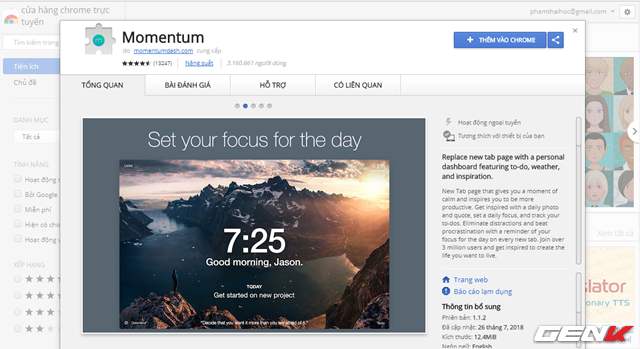 cửa hàng chrome trực tuyến
phamthaihoc@gmail.com
Tìm kiếm trong
Tiện ích
Chủ đề
DANH MỤC
Tất cả
TÍNH NĂNG
Hoạt động
Bởi Google
Miễn phí
Hiện có cho
Hoạt động v
XẾP HẠNG
Momentum
do momentumdash.com cung cấp
(13247) Năng suất 3.160.661 người dùng
+ THÊM VÀO CHROME
TỔNG QUAN BÀI ĐÁNH GIÁ HỖ TRỢ CÓ LIÊN QUAN
Set your focus for the day
7:25
Good morning, Jason.
TODAY
Get started on new project
"Decide that you want it more than you are afraid of it."
Hoạt động ngoại tuyến
Tương thích với thiết bị của bạn
Replace new tab page with a personal
dashboard featuring to-do, weather,
and inspiration.
New Tab page that gives you a moment of
calm and inspires you to be more
productive. Get inspired with a daily photo
and quote, set a daily focus, and track your
to-dos. Eliminate distractions and beat
procrastination with a reminder of your
focus for the day on every new tab. Join over
3 million users and get inspired to create the
life you want to live.
Trang web
Báo cáo lạm dụng
Thông tin bổ sung
Phiên bản: 1.1.2
Đã cập nhật: 26 tháng 7, 2018
Kích thước: 12.4MiB
Ngôn ngữ: English
Xem tất cả
slator
tionary TTS
GENK